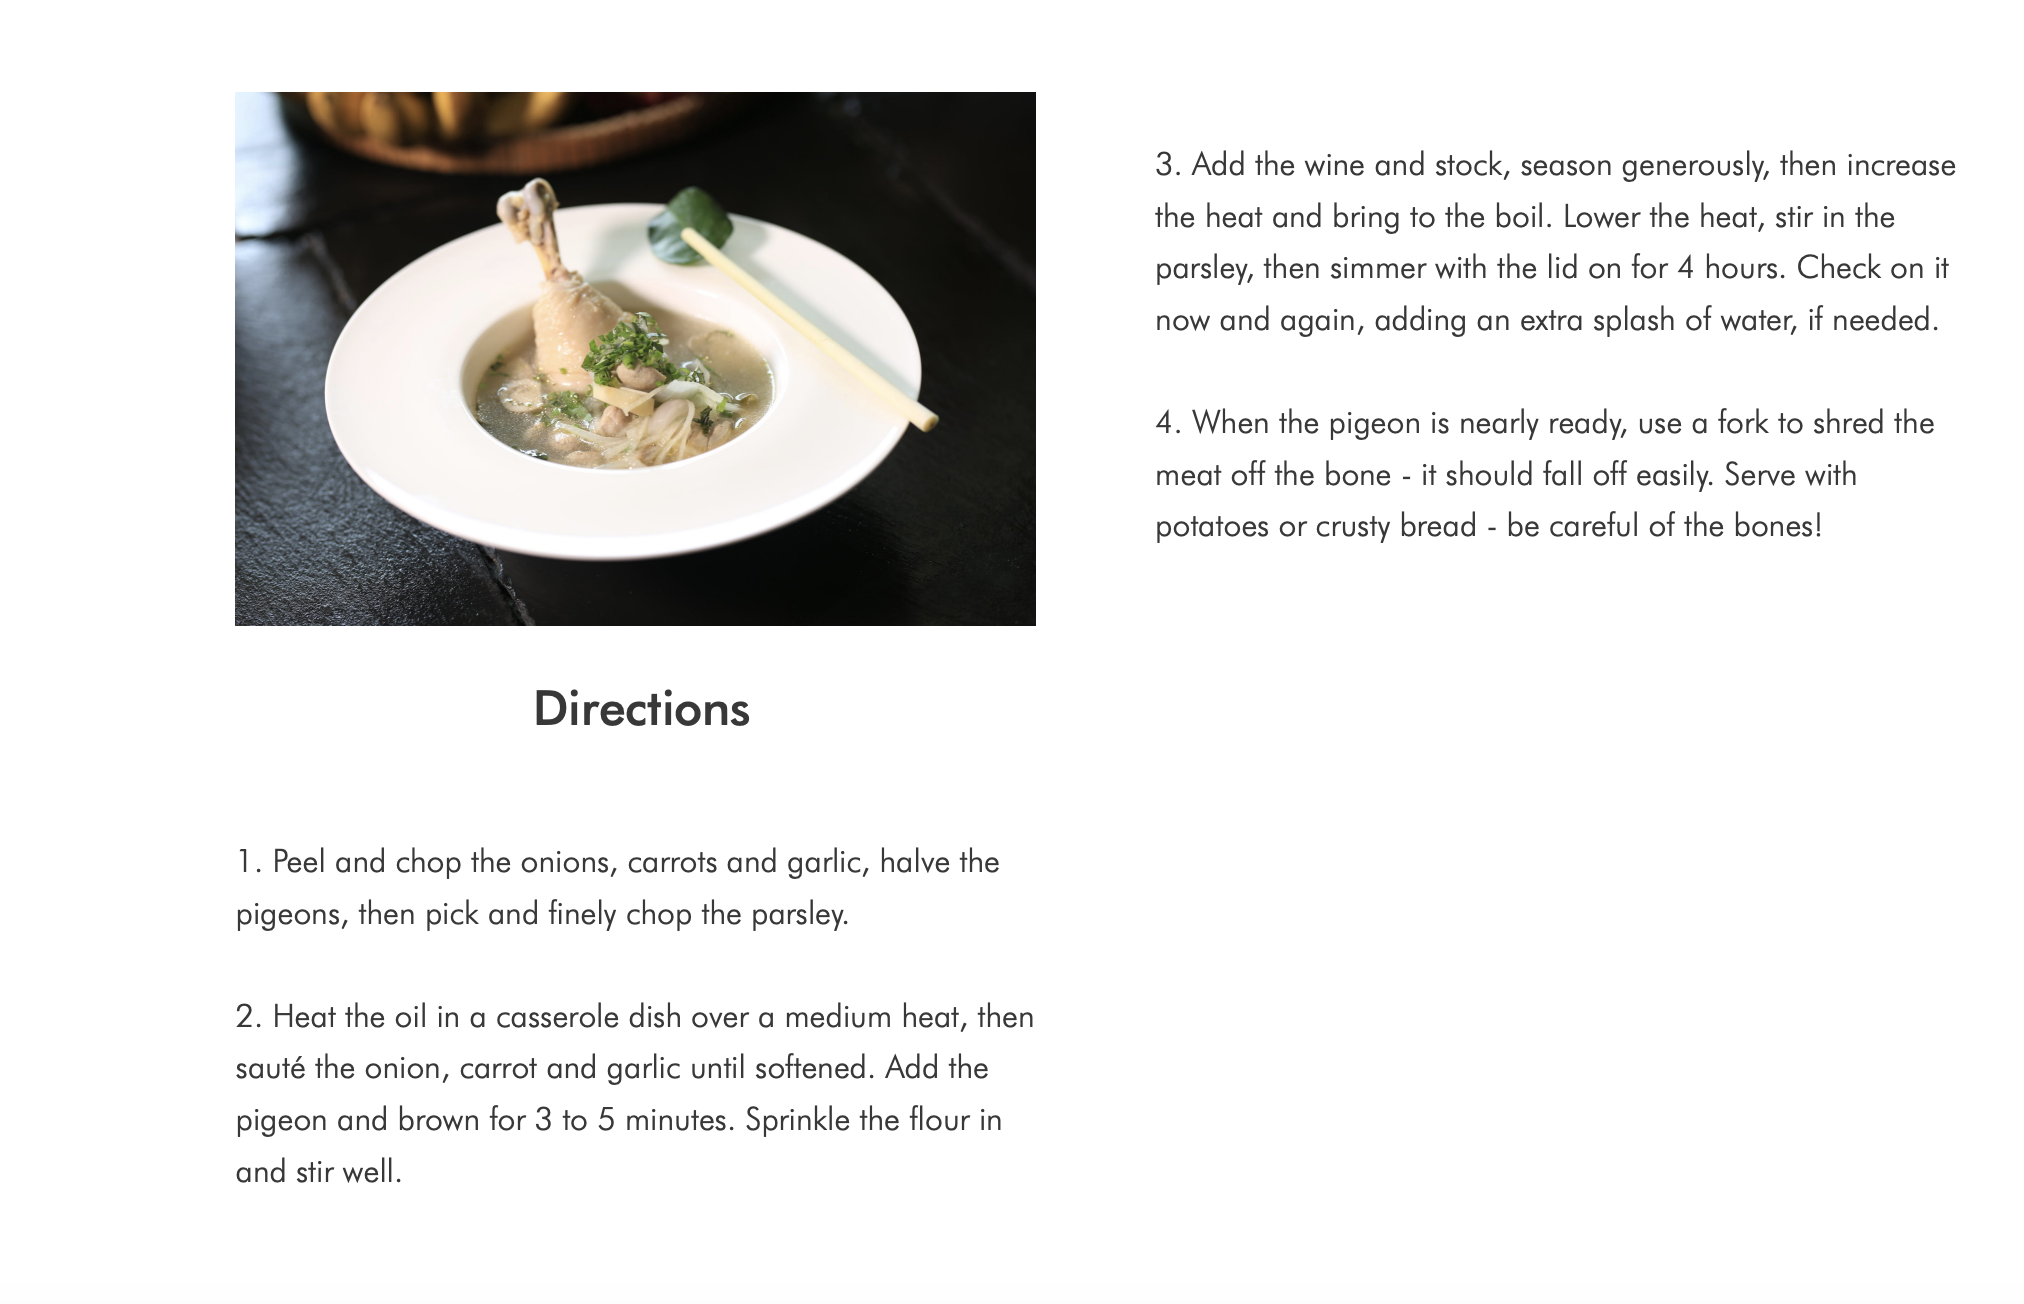 Directions
1. Peel and chop the onions, carrots and garlic, halve the
pigeons, then pick and finely chop the parsley.
2. Heat the oil in a casserole dish over a medium heat, then
sauté the onion, carrot and garlic until softened. Add the
pigeon and brown for 3 to 5 minutes. Sprinkle the flour in
and stir well.
3. Add the wine and stock, season generously, then increase
the heat and bring to the boil. Lower the heat, stir in the
parsley, then simmer with the lid on for 4 hours. Check on it
now and again, adding an extra splash of water, if needed.
4. When the pigeon is nearly ready, use a fork to shred the
meat off the bone - it should fall off easily. Serve with
potatoes or crusty bread - be careful of the bones!